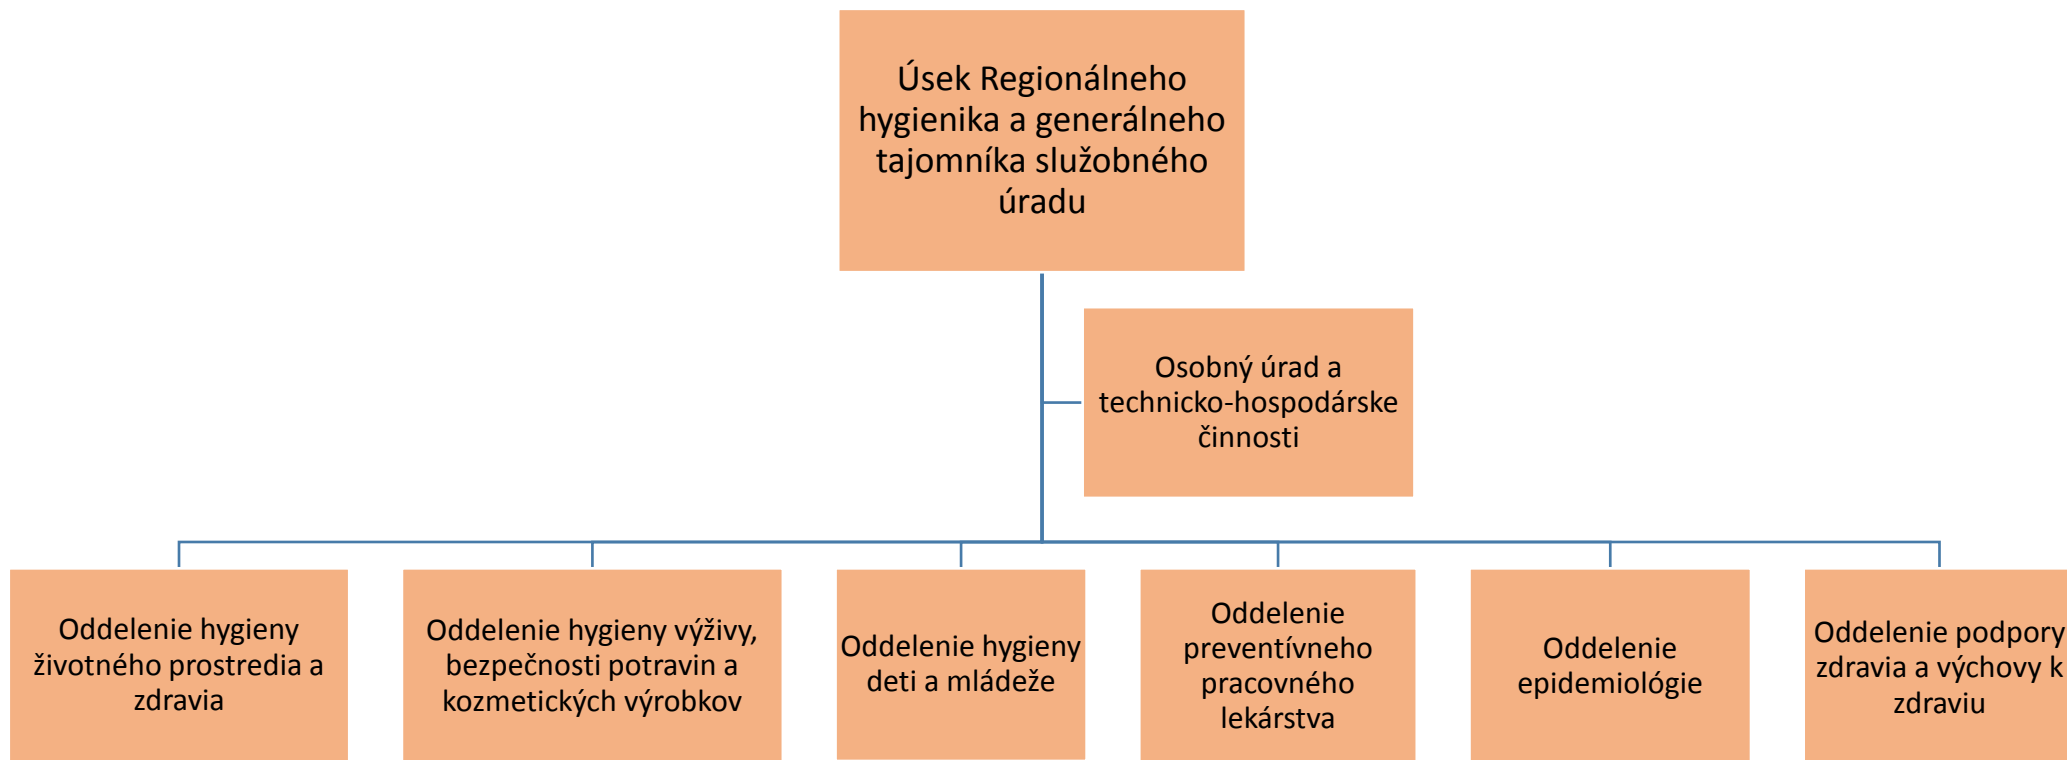 Úsek Regionálneho
hygienika a generálneho
tajomníka služobného
úradu
Osobný úrad a
technicko-hospodárske
činnosti
Oddelenie hygieny
životného prostredia a
zdravia
Oddelenie hygieny výživy,
bezpečnosti potravin a
kozmetických výrobkov
Oddelenie hygieny
deti a mládeže
Oddelenie
preventívneho
pracovného
lekárstva
Oddelenie
epidemiológie
Oddelenie podpory
zdravia a výchovy k
zdraviu